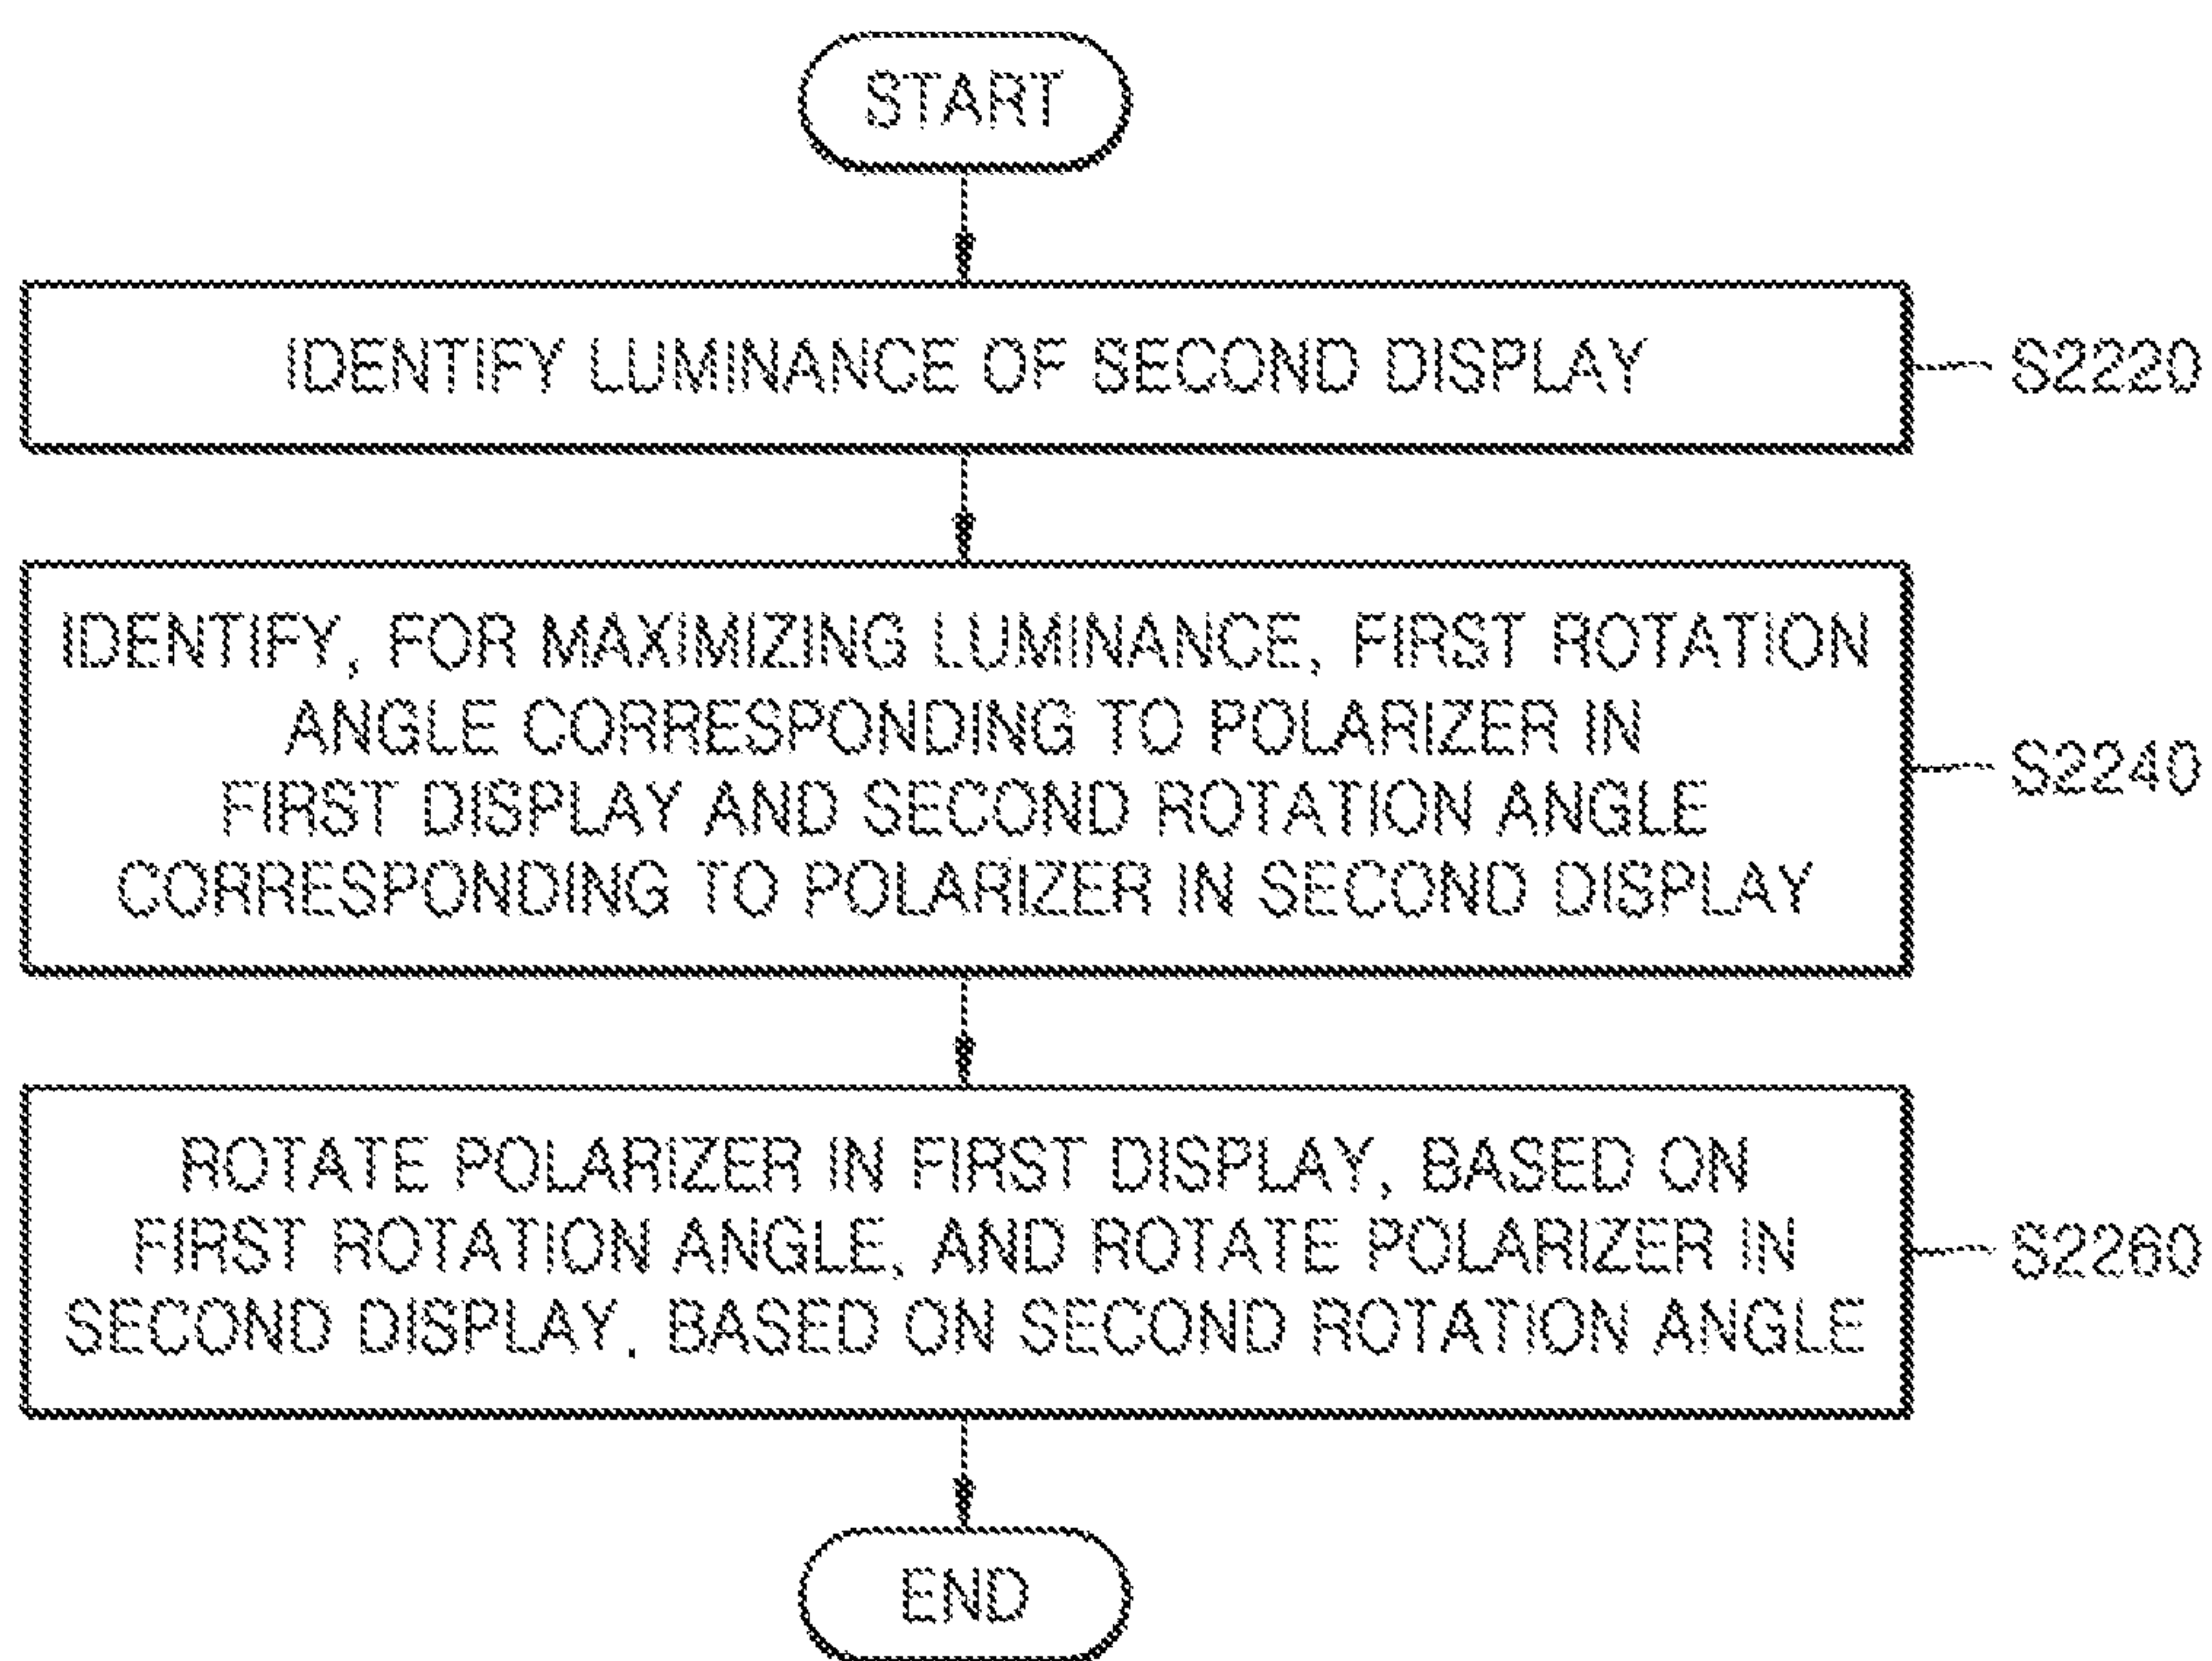 START
IDENTIFY LUMINANCE OF SECOND DISPLAY
S2220
IDENTIFY, FOR MAXIMIZING LUMINANCE, FIRST ROTATION
ANGLE CORRESPONDING TO POLARIZER IN
FIRST DISPLAY AND SECOND ROTATION ANGLE
CORRESPONDING TO POLARIZER IN SECOND DISPLAY
S2240
ROTATE POLARIZER IN FIRST DISPLAY, BASED ON
FIRST ROTATION ANGLE, AND ROTATE POLARIZER IN
SECOND DISPLAY, BASED ON SECOND ROTATION ANGLE
S2260
END